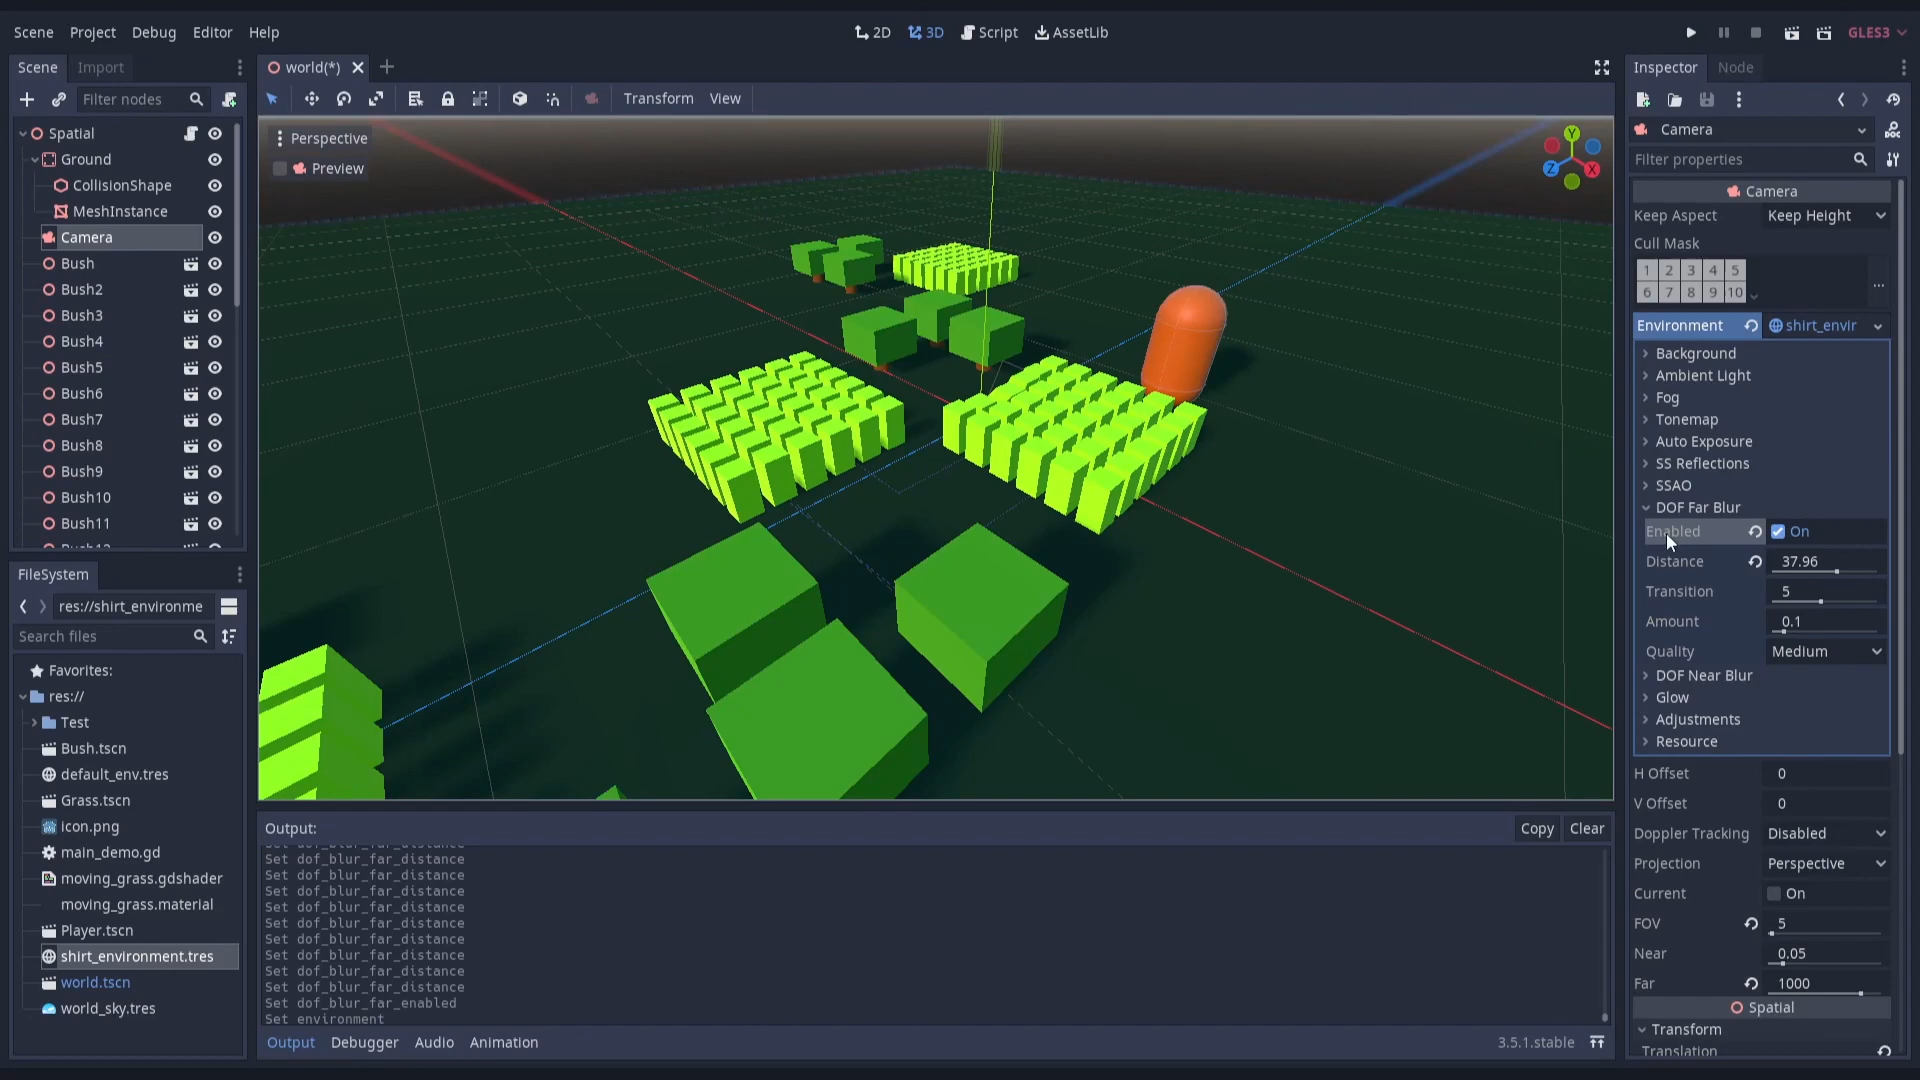 Scene Project Debug Editor Help
2D 3D Script AssetLib
GLES3
Scene Import
Filter nodes
Spatial
Ground
CollisionShape
MeshInstance
Camera
Bush
Bush2
Bush3
Bush4
Bush5
Bush6
Bush7
Bush8
Bush9
Bush10
Bush11
FileSystem
res://shirt_environme
Search files
Favorites:
res://
Test
Bush.tscn
default_env.tres
Grass.tscn
icon.png
main_demo.gd
moving_grass.gdshader
moving_grass.material
Player.tscn
shirt_environment.tres
world.tscn
world_sky.tres
world(*)
Transform View
Perspective
Preview
Y
Z X
Output:
Copy Clear
Set dof_blur_far_distance
Set dof_blur_far_distance
Set dof_blur_far_distance
Set dof_blur_far_distance
Set dof_blur_far_distance
Set dof_blur_far_distance
Set dof_blur_far_distance
Set dof_blur_far_distance
Set dof_blur_far_distance
Set dof_blur_far_distance
Set dof_blur_far_enabled
Set environment
Output Debugger Audio Animation
3.5.1.stable
Inspector Node
Camera
Filter properties
Camera
Keep Aspect Keep Height
Cull Mask
1 2 3 4 5
6 7 8 9 10
...
Environment shirt_envir
Background
Ambient Light
Fog
Tonemap
Auto Exposure
SS Reflections
SSAO
DOF Far Blur
Enabled On
Distance 37.96
Transition 5
Amount 0.1
Quality Medium
DOF Near Blur
Glow
Adjustments
Resource
H Offset 0
V Offset 0
Doppler Tracking Disabled
Projection Perspective
Current On
FOV 5
Near 0.05
Far 1000
Spatial
Transform
Translation